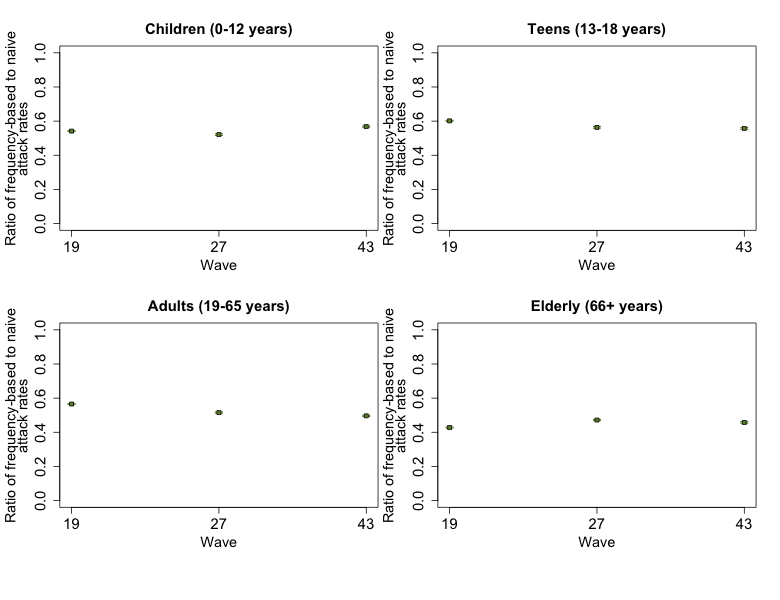 Children (0-12 years)
Ratio of frequency-based to naive
attack rates
1.0
0.8
0.6
0.4
0.2
0.0
19 27 43
Wave
Teens (13-18 years)
Ratio of frequency-based to naive
attack rates
1.0
0.8
0.6
0.4
0.2
0.0
19 27 43
Wave
Adults (19-65 years)
Ratio of frequency-based to naive
attack rates
1.0
0.8
0.6
0.4
0.2
0.0
19 27 43
Wave
Elderly (66+ years)
Ratio of frequency-based to naive
attack rates
1.0
0.8
0.6
0.4
0.2
0.0
19 27 43
Wave